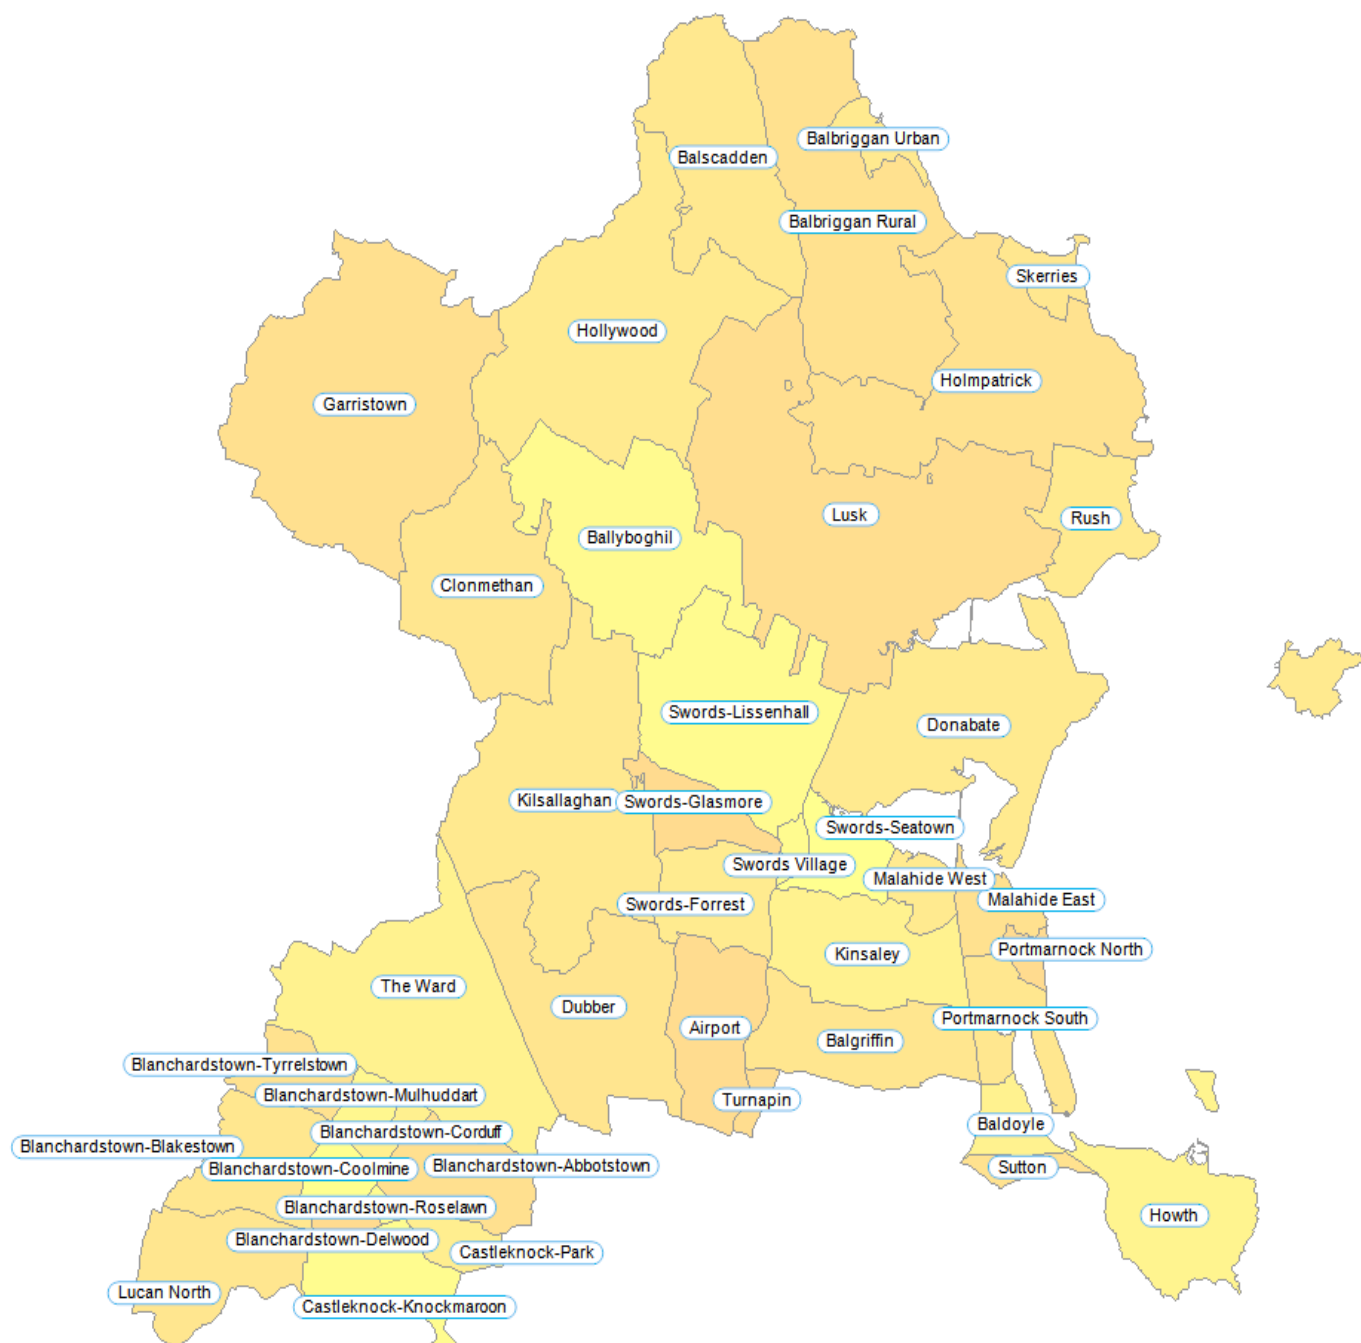 Balbriggan Urban
Balscadden
Balbriggan Rural
Skerries
Hollywood
Holmpatrick
Garristown
Lusk
Rush
Ballyboghil
Clonmethan
Swords-Lissenhall
Donabate
Kilsallaghan
Swords-Glasmore
Swords-Seatown
Swords Village
Malahide West
Malahide East
Swords-Forrest
Portmarnock North
Kinsaley
The Ward
Dubber
Portmarnock South
Airport
Balgriffin
Blanchardstown-Tyrrelstown
Blanchardstown-Mulhuddart
Turnapin
Baldoyle
Blanchardstown-Corduff
Blanchardstown-Blakestown
Blanchardstown-Abbotstown
Blanchardstown-Coolmine
Sutton
Blanchardstown-Roselawn
Howth
Blanchardstown-Delwood
Castleknock-Park
Lucan North
Castleknock-Knockmaroon